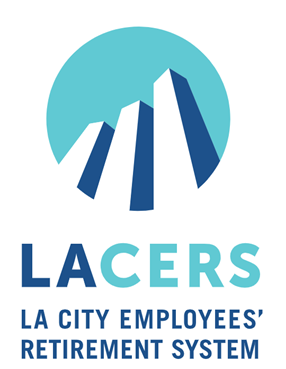 LACERS
LA CITY EMPLOYEES’
RETIREMENT SYSTEM